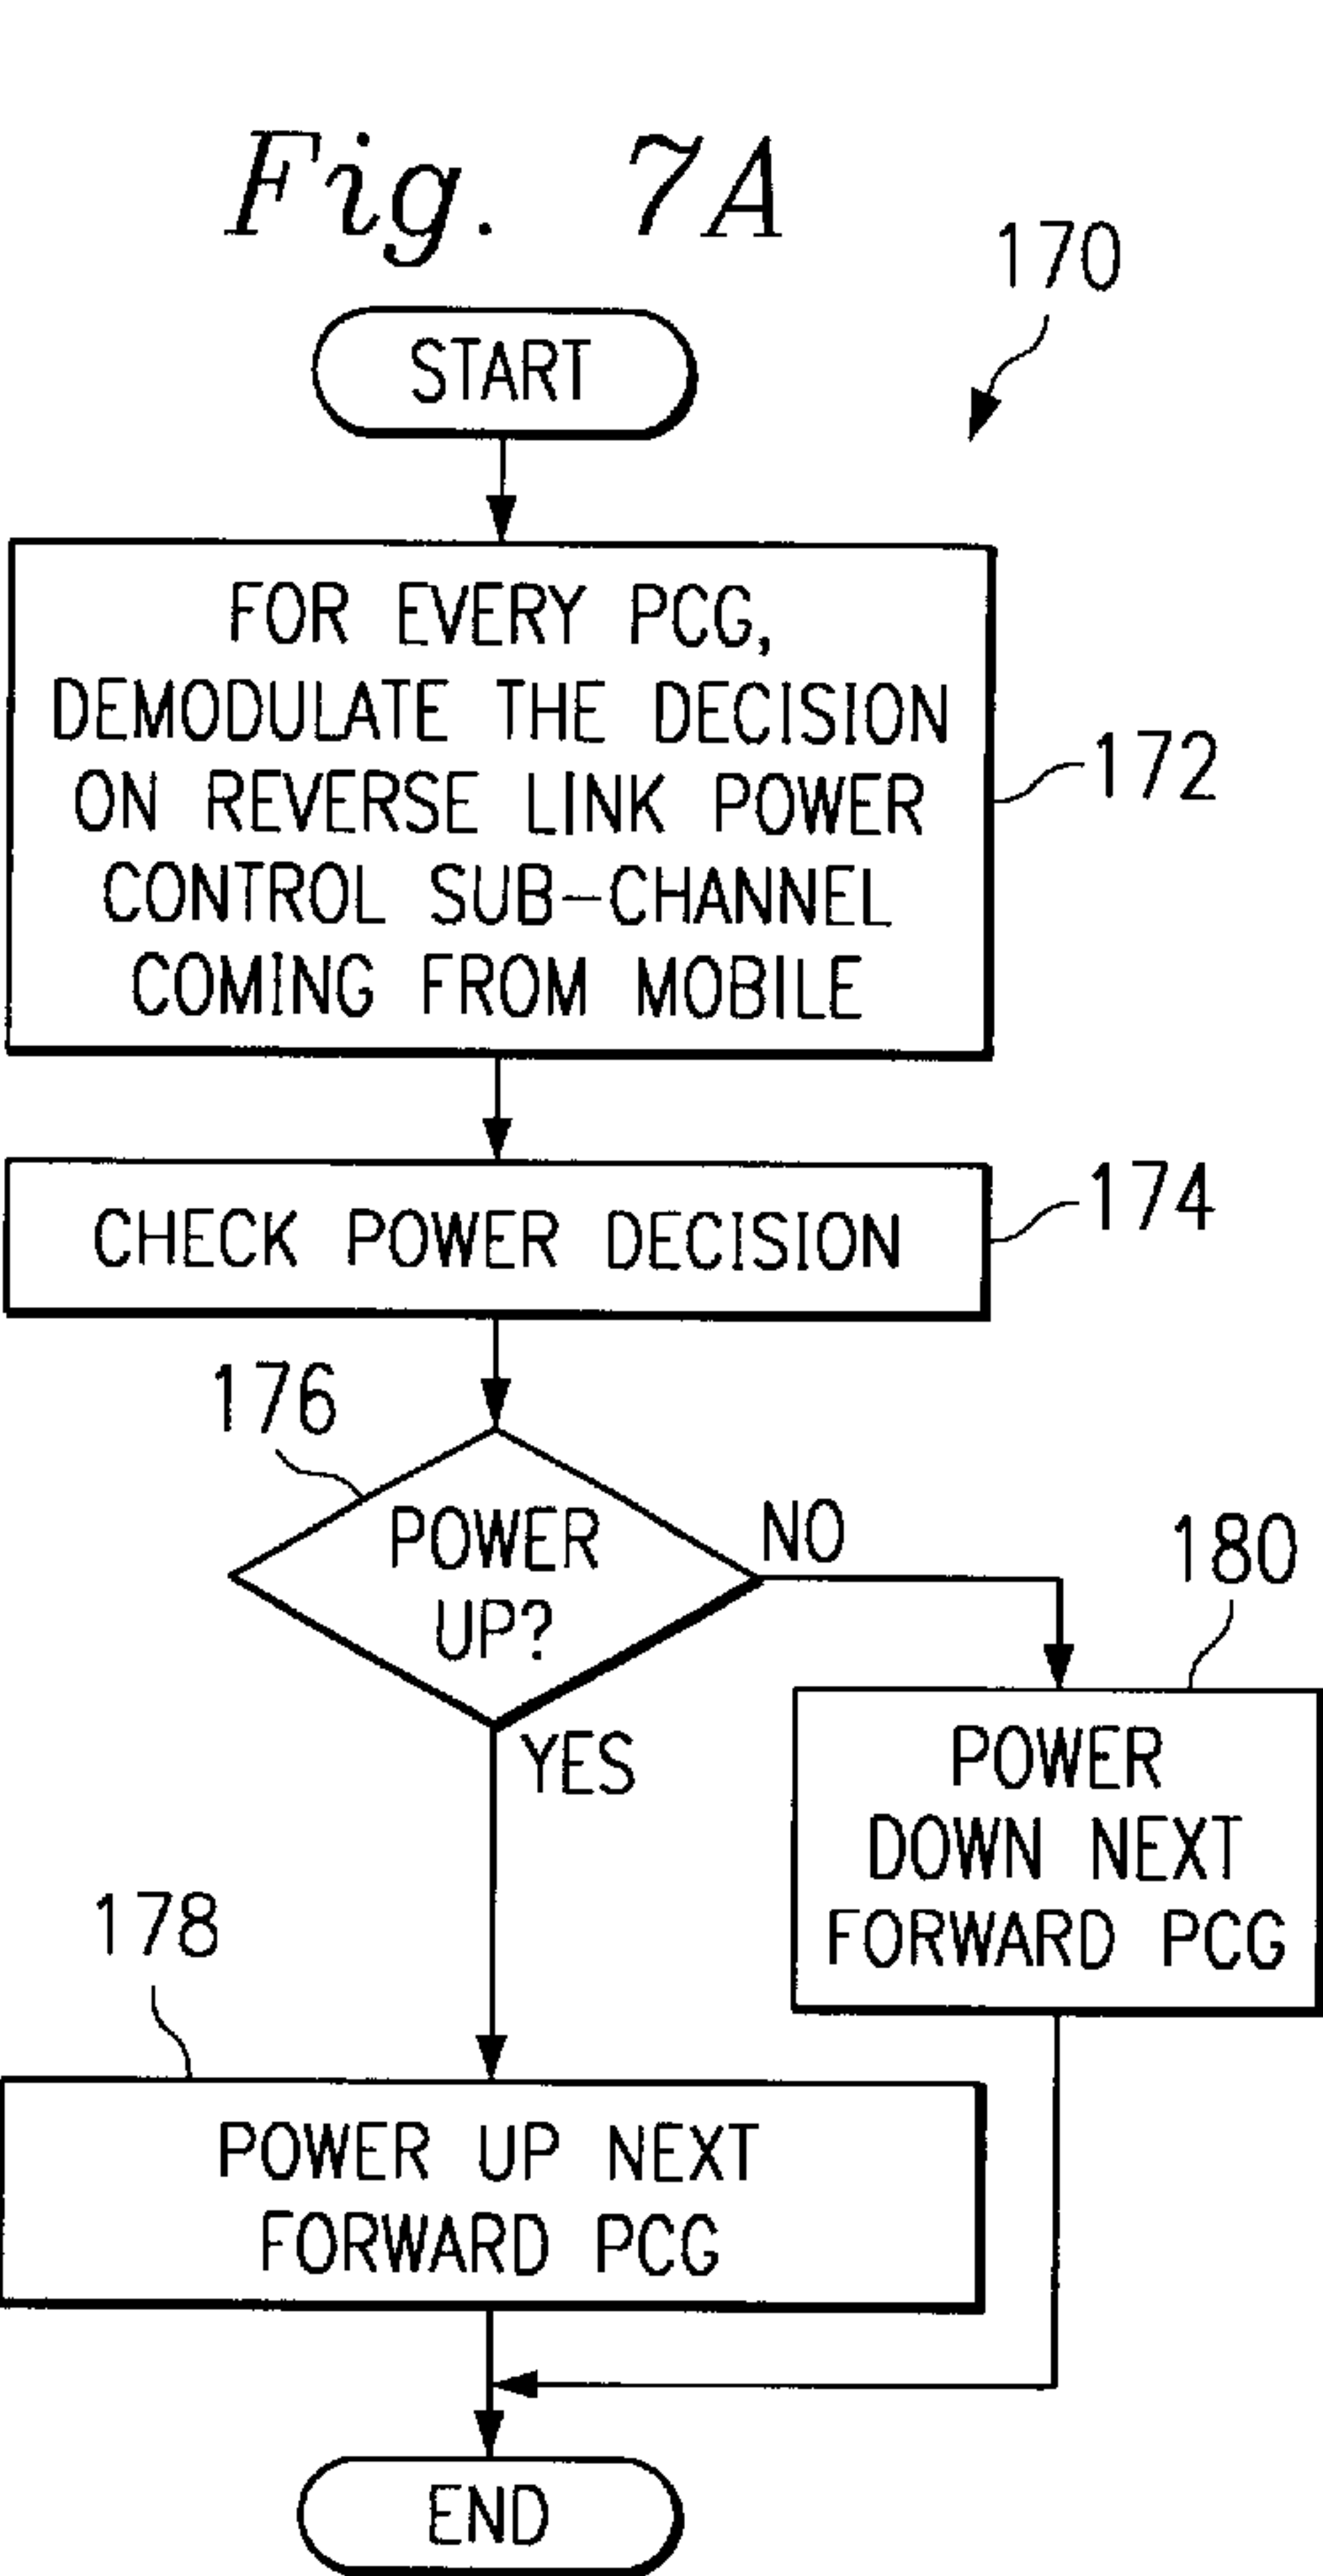 Fig. 7A
170
START
FOR EVERY PCG,
DEMODULATE THE DECISION
ON REVERSE LINK POWER
CONTROL SUB-CHANNEL
COMING FROM MOBILE
172
CHECK POWER DECISION
174
176
POWER
UP?
NO
YES
180
POWER
DOWN NEXT
FORWARD PCG
178
POWER UP NEXT
FORWARD PCG
END